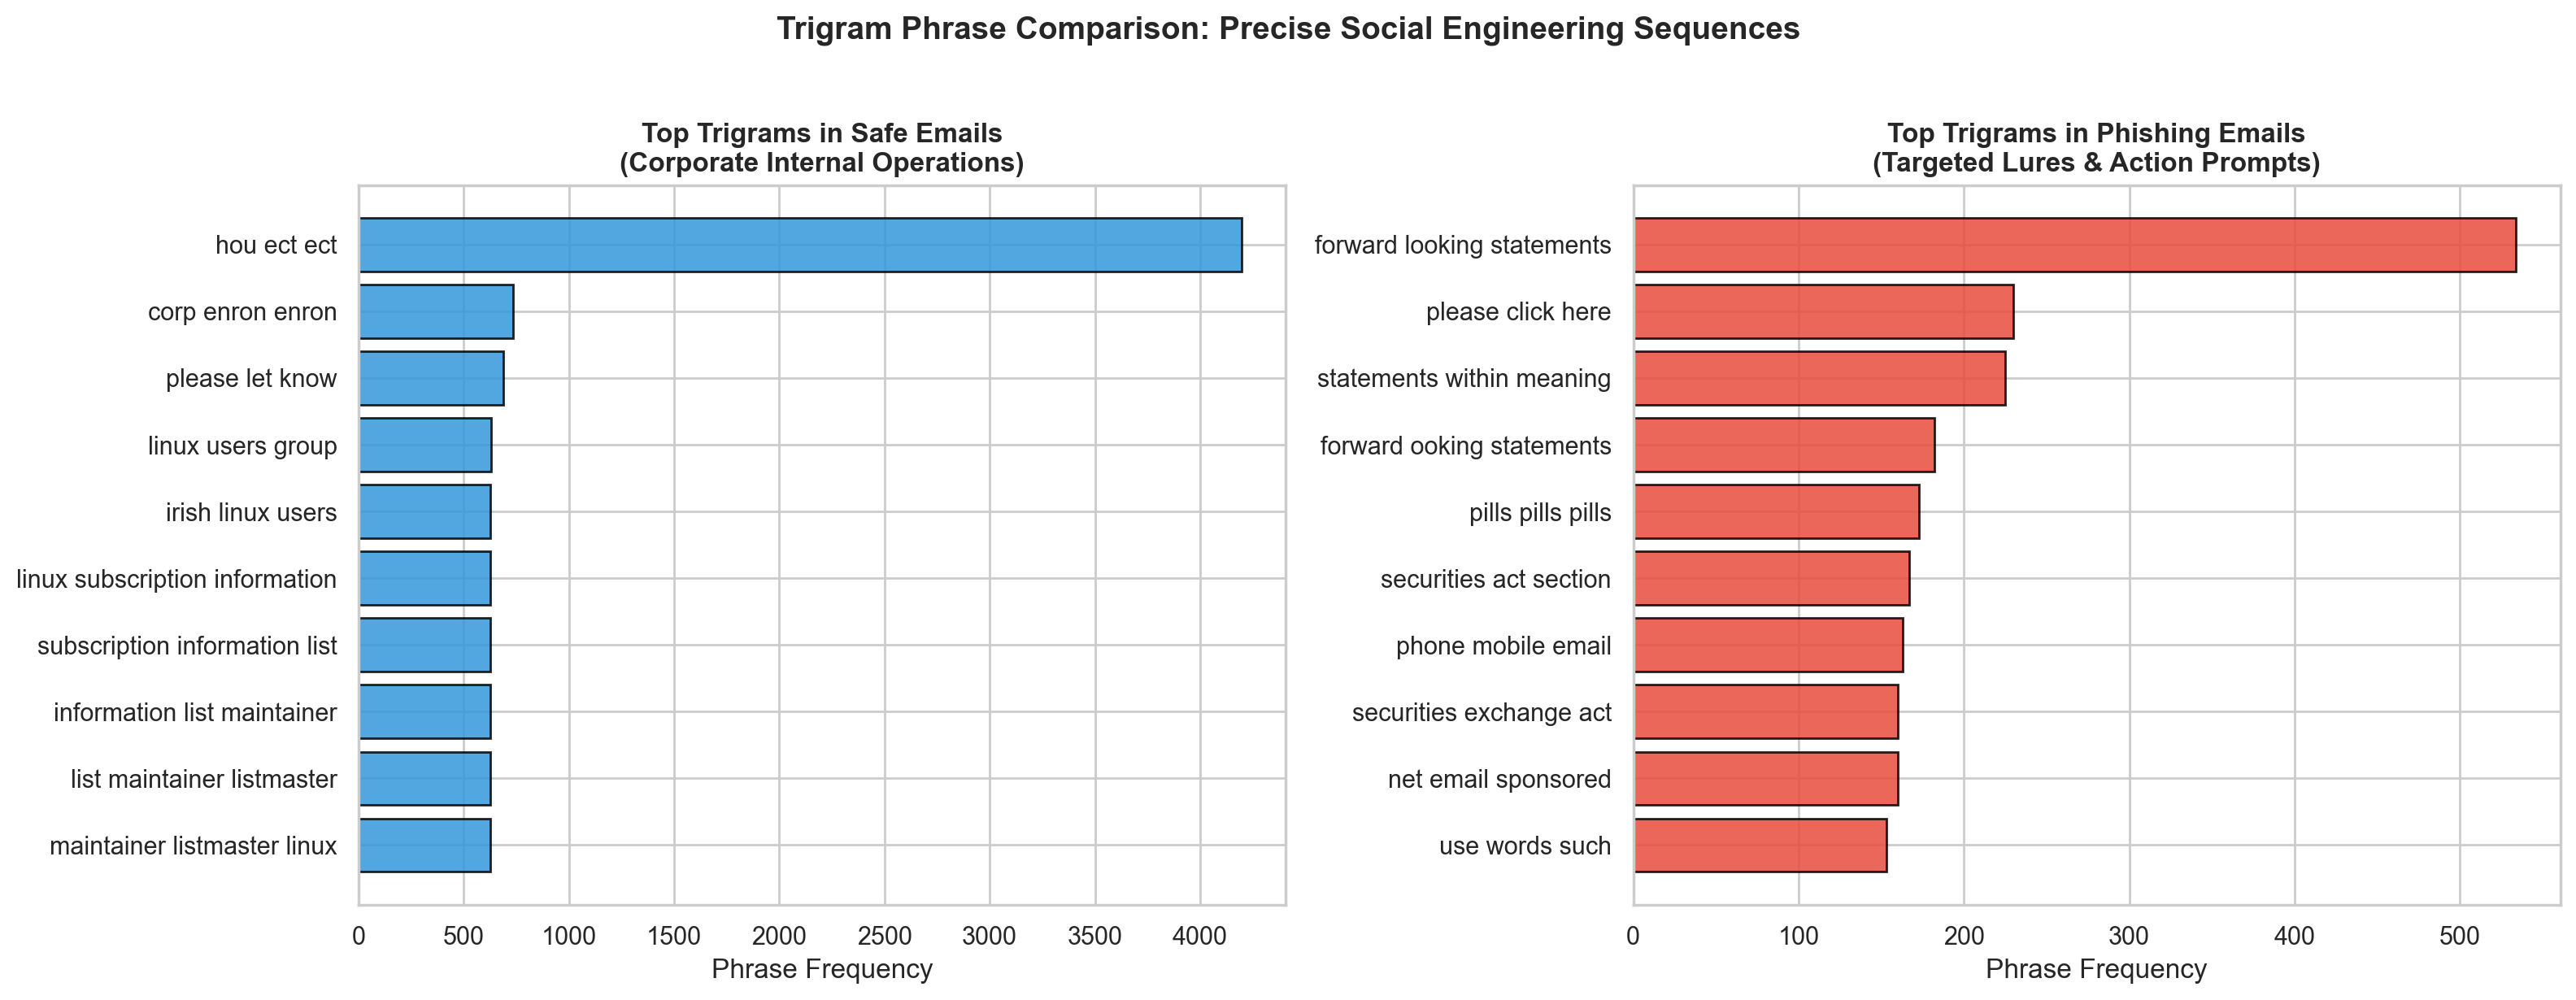 Trigram Phrase Comparison: Precise Social Engineering Sequences
Top Trigrams in Safe Emails
(Corporate Internal Operations)
hou ect ect
corp enron enron
please let know
linux users group
irish linux users
linux subscription information
subscription information list
information list maintainer
list maintainer listmaster
maintainer listmaster linux
0 500 1000 1500 2000 2500 3000 3500 4000
Phrase Frequency
Top Trigrams in Phishing Emails
(Targeted Lures & Action Prompts)
forward looking statements
please click here
statements within meaning
forward ooking statements
pills pills pills
securities act section
phone mobile email
securities exchange act
net email sponsored
use words such
0 100 200 300 400 500
Phrase Frequency